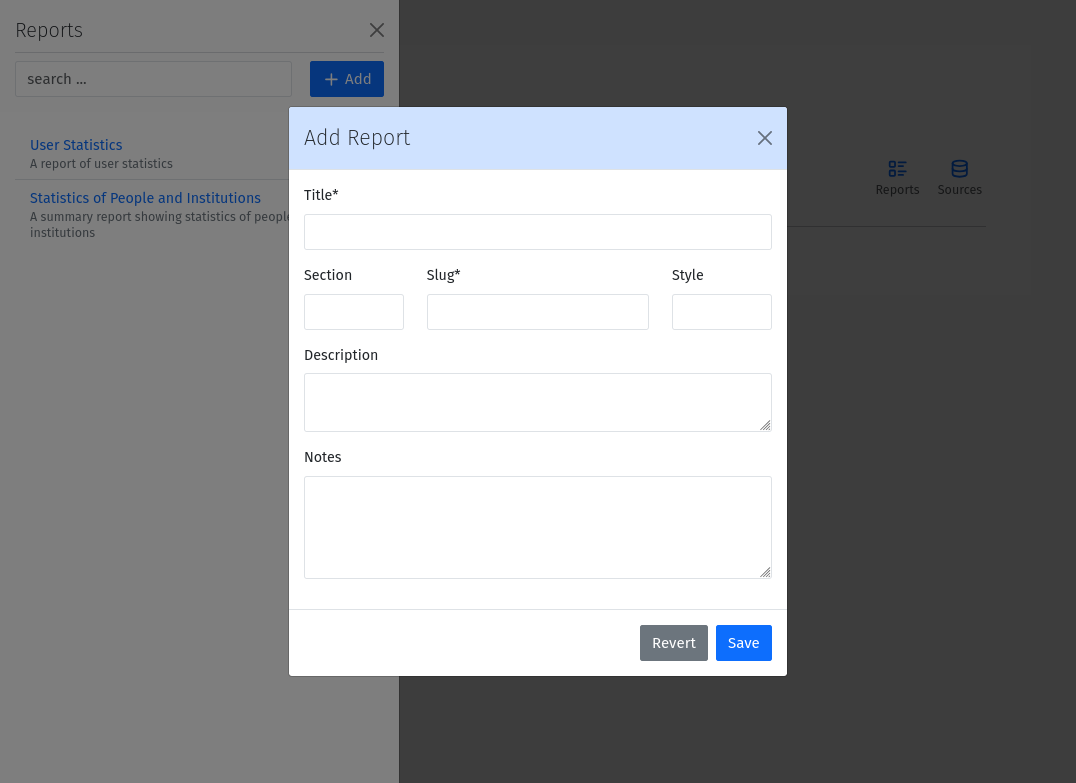 Reports
search ...
Add
User Statistics
A report of user statistics
Statistics of People and Institutions
A summary report showing statistics of people
institutions
Reports
Sources
Add Report
Title*
Section
Slug*
Style
Description
Notes
Revert
Save